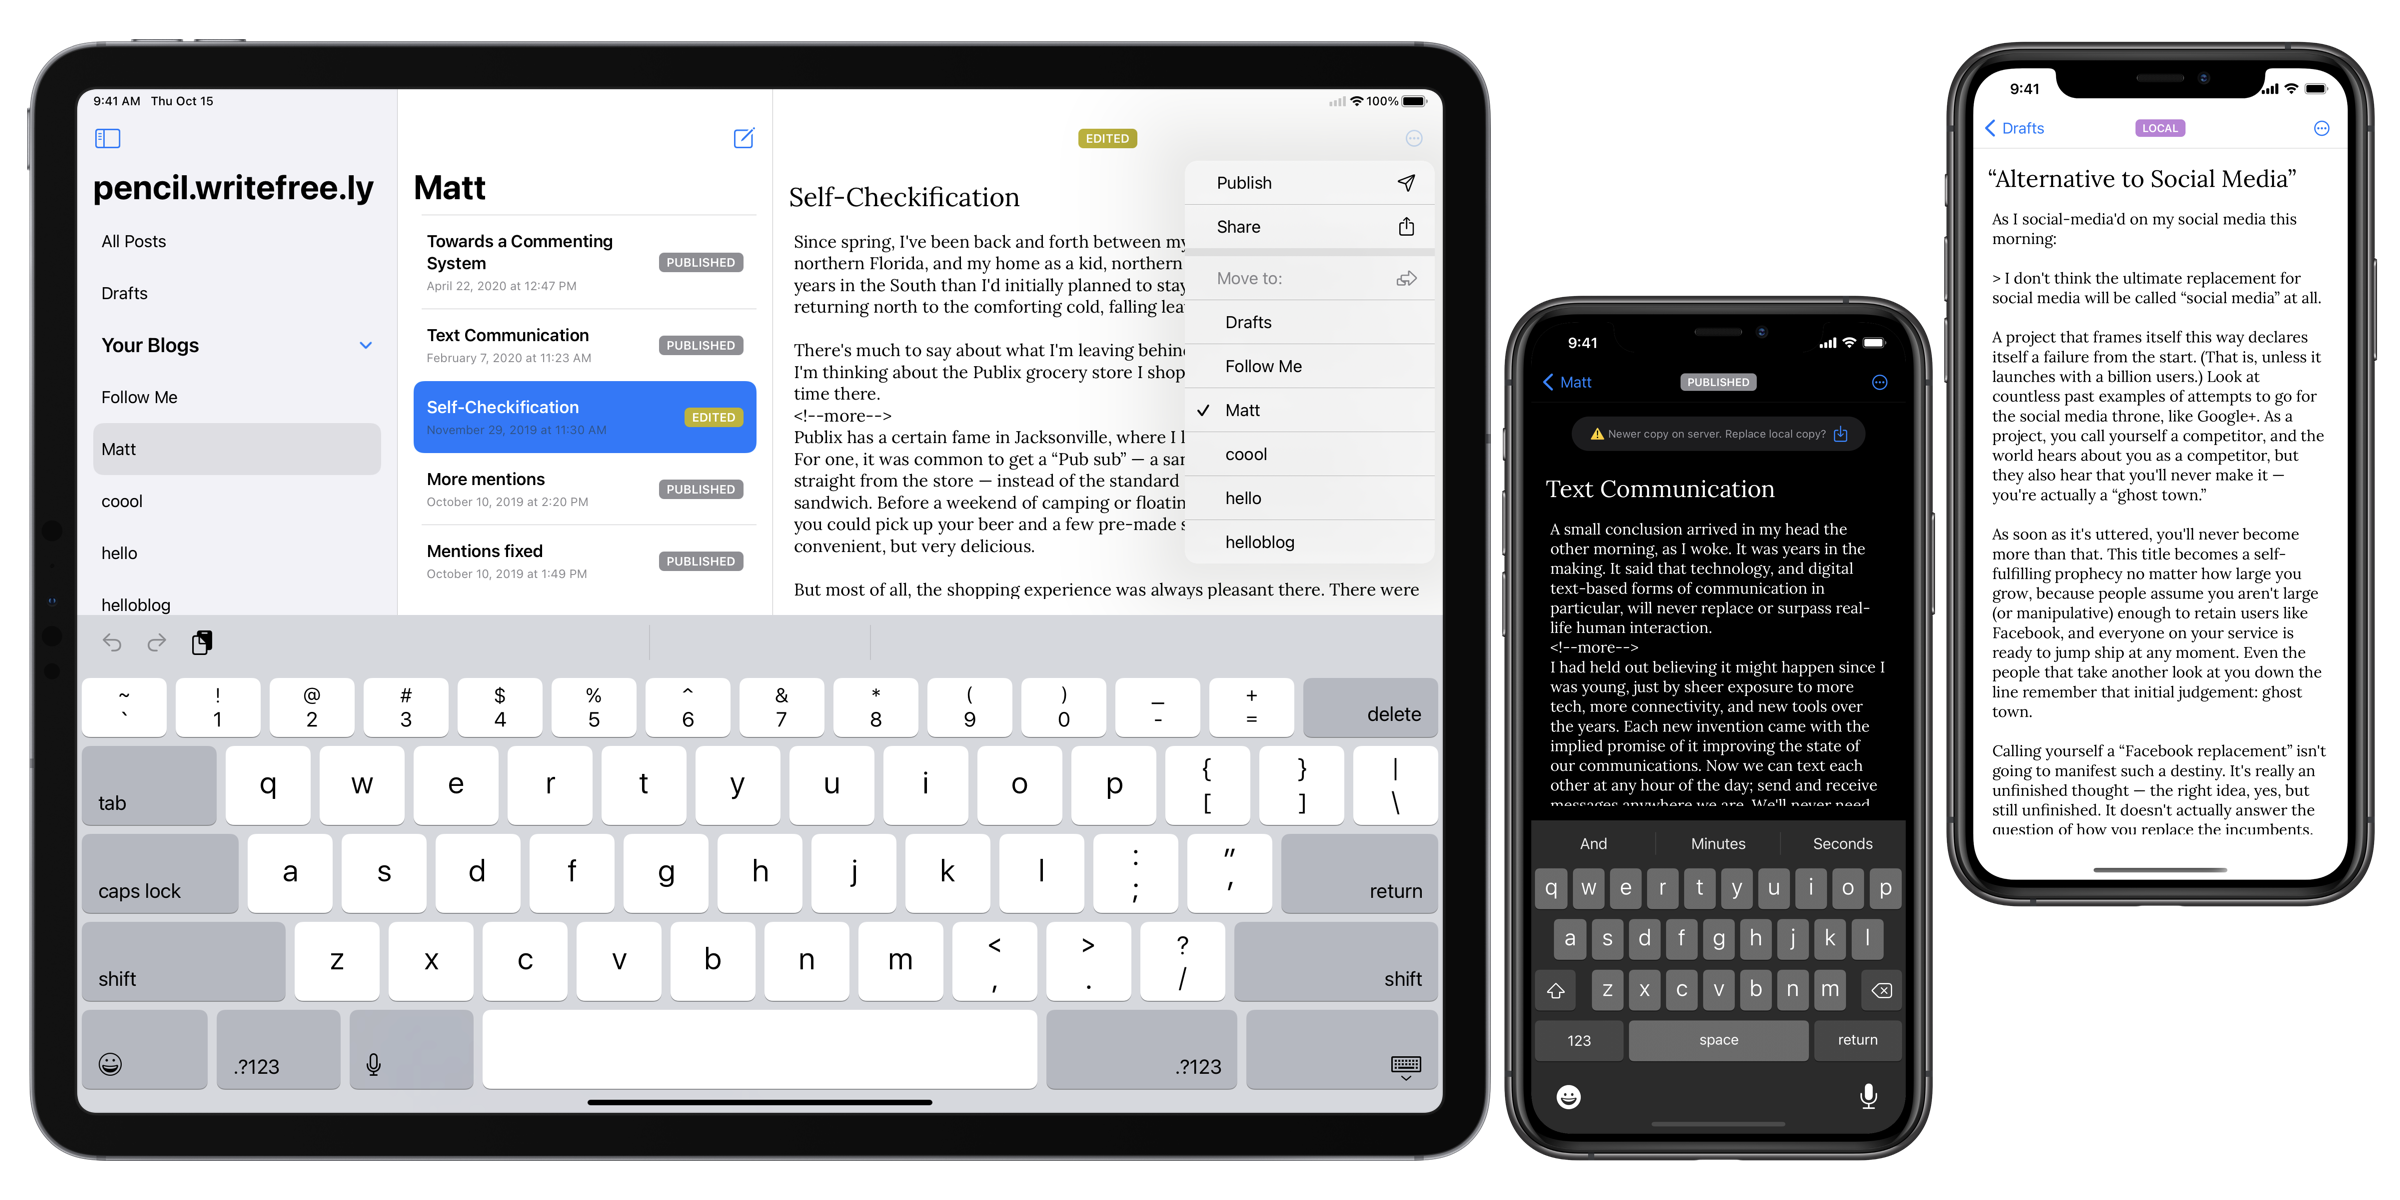 9:41 AM Thu Oct 15
100%
pencil.writefree.ly
All Posts
Drafts
Your Blogs
Follow Me
Matt
coool
hello
helloblog
Matt
Towards a Commenting
System
April 22, 2020 at 12:47 PM
PUBLISHED
Text Communication
February 7, 2020 at 11:23 AM
PUBLISHED
Self-Checkification
November 29, 2019 at 11:30 AM
EDITED
More mentions
October 10, 2019 at 2:20 PM
PUBLISHED
Mentions fixed
October 10, 2019 at 1:49 PM
PUBLISHED
EDITED
Self-Checkification
Since spring, I've been back and forth between my
northern Florida, and my home as a kid, northern
years in the South than I'd initially planned to stay
returning north to the comforting cold, falling lea
There's much to say about what I'm leaving behin
I'm thinking about the Publix grocery store I shop
time there.
<!--more-->
Publix has a certain fame in Jacksonville, where I l
For one, it was common to get a “Pub sub” — a sa
straight from the store — instead of the standard
sandwich. Before a weekend of camping or floatin
you could pick up your beer and a few pre-made s
convenient, but very delicious.
But most of all, the shopping experience was always pleasant there. There were
Publish
Share
Move to:
Drafts
Follow Me
Matt
coool
hello
helloblog
~ ! @ # $ % ^ & * ( ) _ +
` 1 2 3 4 5 6 7 8 9 0 - = delete
tab q w e r t y u i o p { } |
[ ] \
caps lock a s d f g h j k l : " return
; '
shift z x c v b n m < > ? shift
, . /
.?123 .?123
9:41
Matt
PUBLISHED
Newer copy on server. Replace local copy?
Text Communication
A small conclusion arrived in my head the
other morning, as I woke. It was years in the
making. It said that technology, and digital
text-based forms of communication in
particular, will never replace or surpass real-
life human interaction.
<!--more-->
I had held out believing it might happen since I
was young, just by sheer exposure to more
tech, more connectivity, and new tools over
the years. Each new invention came with the
implied promise of it improving the state of
our communications. Now we can text each
other at any hour of the day; send and receive
messages anywhere we are. We'll never need
And Minutes Seconds
q w e r t y u i o p
a s d f g h j k l
z x c v b n m
123 space return
9:41
Drafts
LOCAL
“Alternative to Social Media”
As I social-media'd on my social media this
morning:
> I don't think the ultimate replacement for
social media will be called “social media” at all.
A project that frames itself this way declares
itself a failure from the start. (That is, unless it
launches with a billion users.) Look at
countless past examples of attempts to go for
the social media throne, like Google+. As a
project, you call yourself a competitor, and the
world hears about you as a competitor, but
they also hear that you'll never make it —
you're actually a “ghost town.”
As soon as it's uttered, you'll never become
more than that. This title becomes a self-
fulfilling prophecy no matter how large you
grow, because people assume you aren't large
(or manipulative) enough to retain users like
Facebook, and everyone on your service is
ready to jump ship at any moment. Even the
people that take another look at you down the
line remember that initial judgement: ghost
town.
Calling yourself a “Facebook replacement” isn't
going to manifest such a destiny. It's really an
unfinished thought — the right idea, yes, but
still unfinished. It doesn't actually answer the
question of how you replace the incumbents.